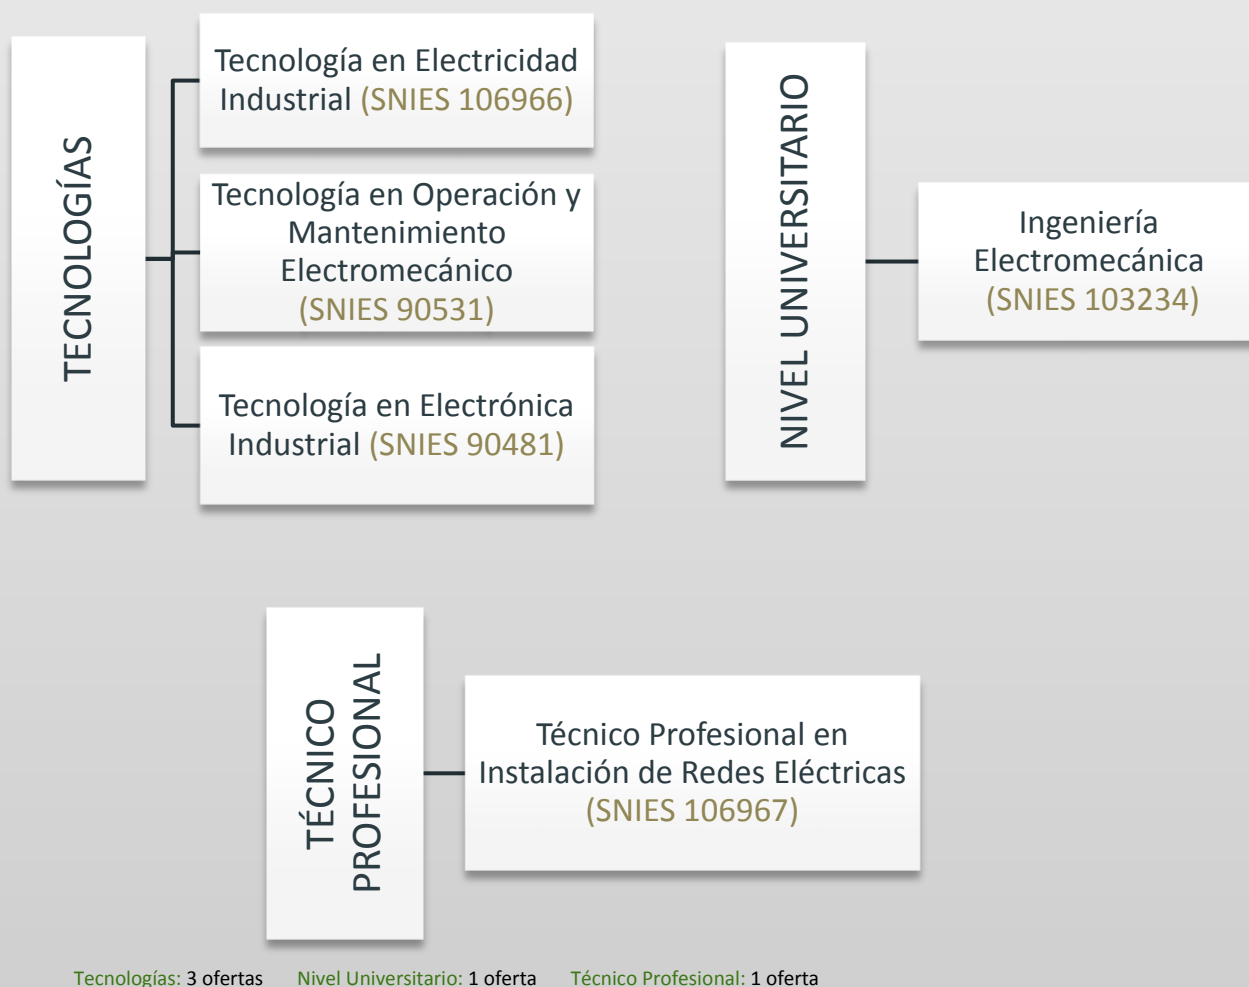 TECNOLOGÍAS
Tecnología en Electricidad
Industrial (SNIES 106966)
Tecnología en Operación y
Mantenimiento
Electromecánico
(SNIES 90531)
Tecnología en Electrónica
Industrial (SNIES 90481)
NIVEL UNIVERSITARIO
Ingeniería
Electromecánica
(SNIES 103234)
TÉCNICO
PROFESIONAL
Técnico Profesional en
Instalación de Redes Eléctricas
(SNIES 106967)
Tecnologías: 3 ofertas Nivel Universitario: 1 oferta Técnico Profesional: 1 oferta